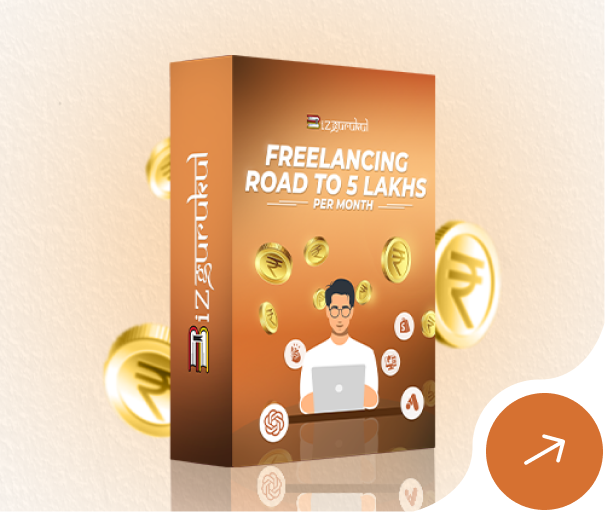 Bizgurukul
FREELANCING
ROAD TO 5 LAKHS
PER MONTH
Bizgurukul